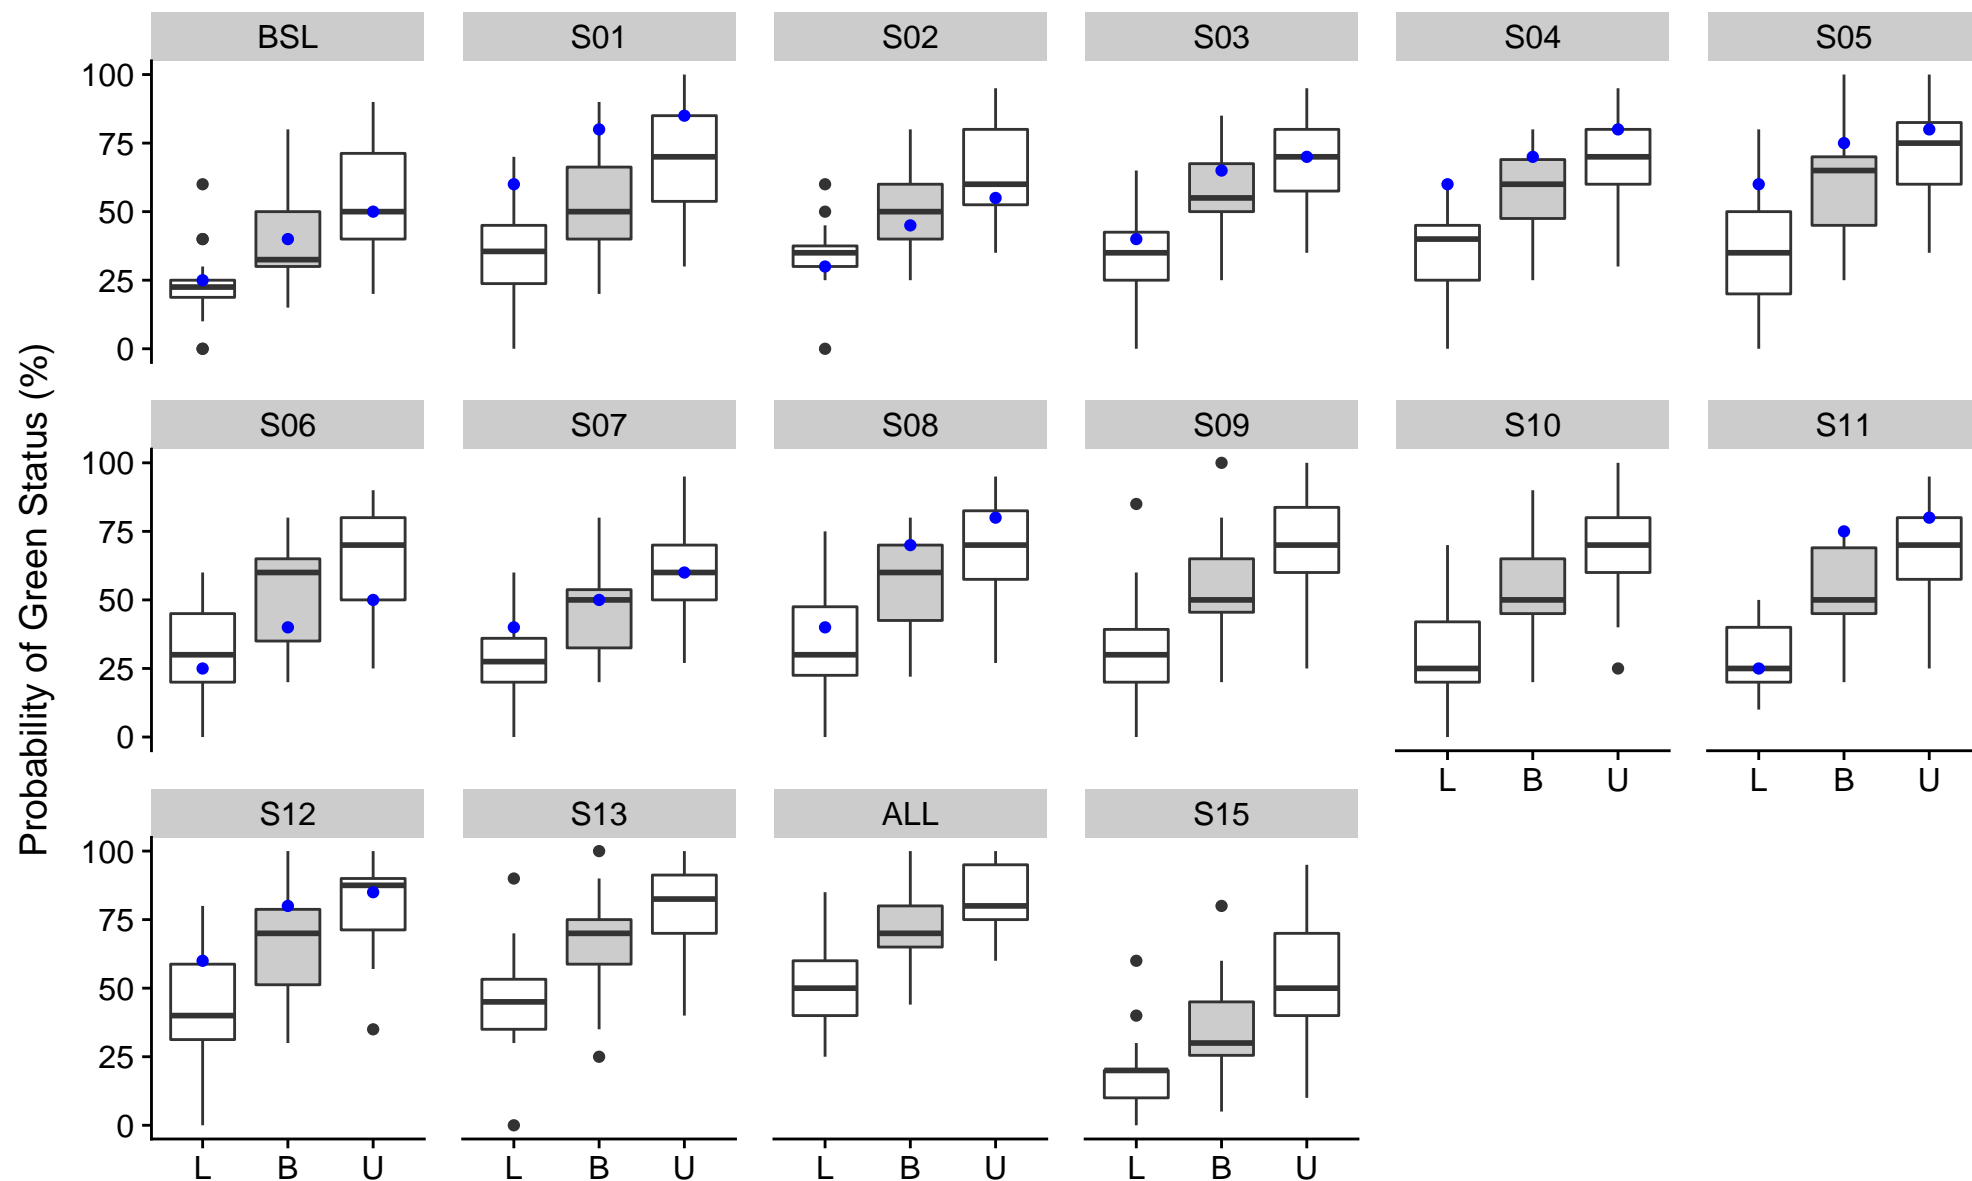 Probability of Green Status (%)
BSL S01 S02 S03 S04 S05
100
75
50
25
0
S06 S07 S08 S09 S10 S11
100
75
50
25
0
L B U L B U
S12 S13 ALL S15
100
75
50
25
0
L B U L B U L B U L B U